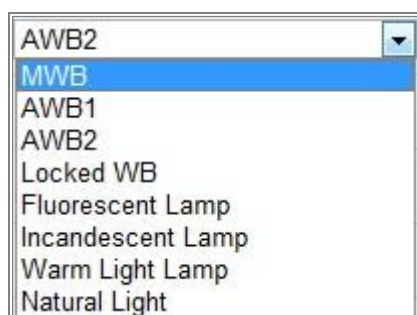 AWB2
MWB
AWB1
AWB2
Locked WB
Fluorescent Lamp
Incandescent Lamp
Warm Light Lamp
Natural Light